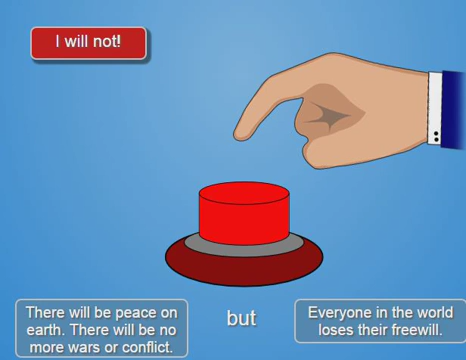 I will not!
There will be peace on
earth. There will be no
more wars or conflict.
but
Everyone in the world
loses their freewill.